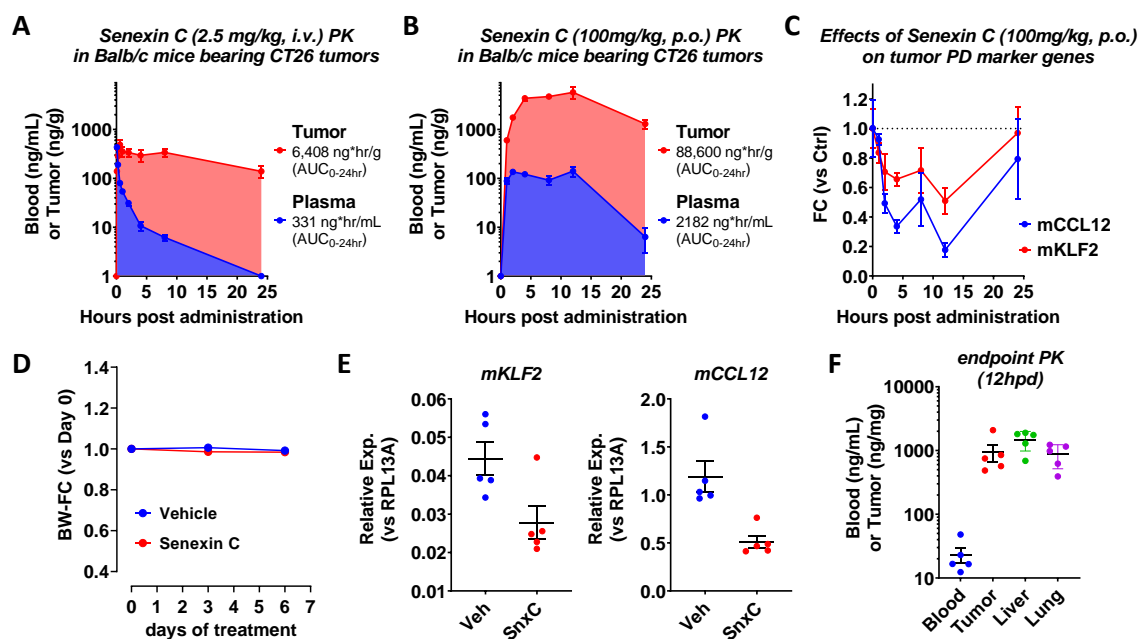 A
Senexin C (2.5 mg/kg, i.v.) PK
in Balb/c mice bearing CT26 tumors
Blood (ng/mL)
or Tumor (ng/g)
1000
100
10
1
0 5 10 15 20 25
Hours post administration
Tumor
6,408 ng*hr/g
(AUC0-24hr)
Plasma
331 ng*hr/mL
(AUC0-24hr)
B
Senexin C (100mg/kg, p.o.) PK
in Balb/c mice bearing CT26 tumors
Blood (ng/mL)
or Tumor (ng/g)
1000
100
10
1
0 5 10 15 20 25
Hours post administration
Tumor
88,600 ng*hr/g
(AUC0-24hr)
Plasma
2182 ng*hr/mL
(AUC0-24hr)
C
Effects of Senexin C (100mg/kg, p.o.)
on tumor PD marker genes
FC (vs Ctrl)
1.2
1.0
0.8
0.6
0.4
0.2
0.0
0 5 10 15 20 25
Hours post administration
mCCL12
mKLF2
D
BW-FC (vs Day 0)
1.4
1.2
1.0
0.8
0.6
0.4
0 1 2 3 4 5 6 7
days of treatment
Vehicle
Senexin C
E
mKLF2
Relative Exp.
(vs RPL13A)
0.06
0.05
0.04
0.03
0.02
0.01
Veh SnxC
mCCL12
Relative Exp.
(vs RPL13A)
2.0
1.5
1.0
0.5
0.0
Veh SnxC
F
endpoint PK
(12hpd)
Blood (ng/mL)
or Tumor (ng/mg)
10000
1000
100
10
Blood Tumor Liver Lung